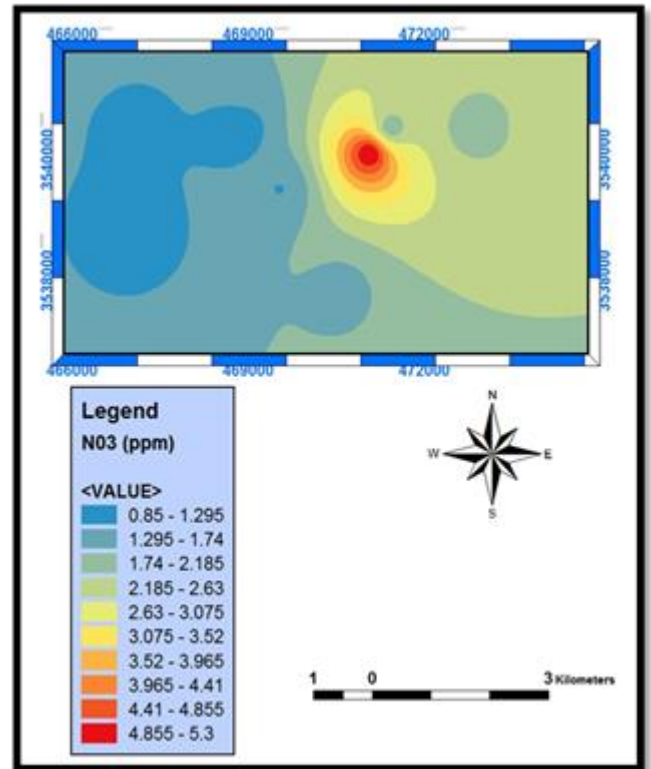 466000 469000 472000
3540000 3540000
3538000 3538000
466000 469000 472000
Legend
N03 (ppm)
<VALUE>
0.85 - 1.295
1.295 - 1.74
1.74 - 2.185
2.185 - 2.63
2.63 - 3.075
3.075 - 3.52
3.52 - 3.965
3.965 - 4.41
4.41 - 4.855
4.855 - 5.3
N
W E
S
1 0 3 Kilometers